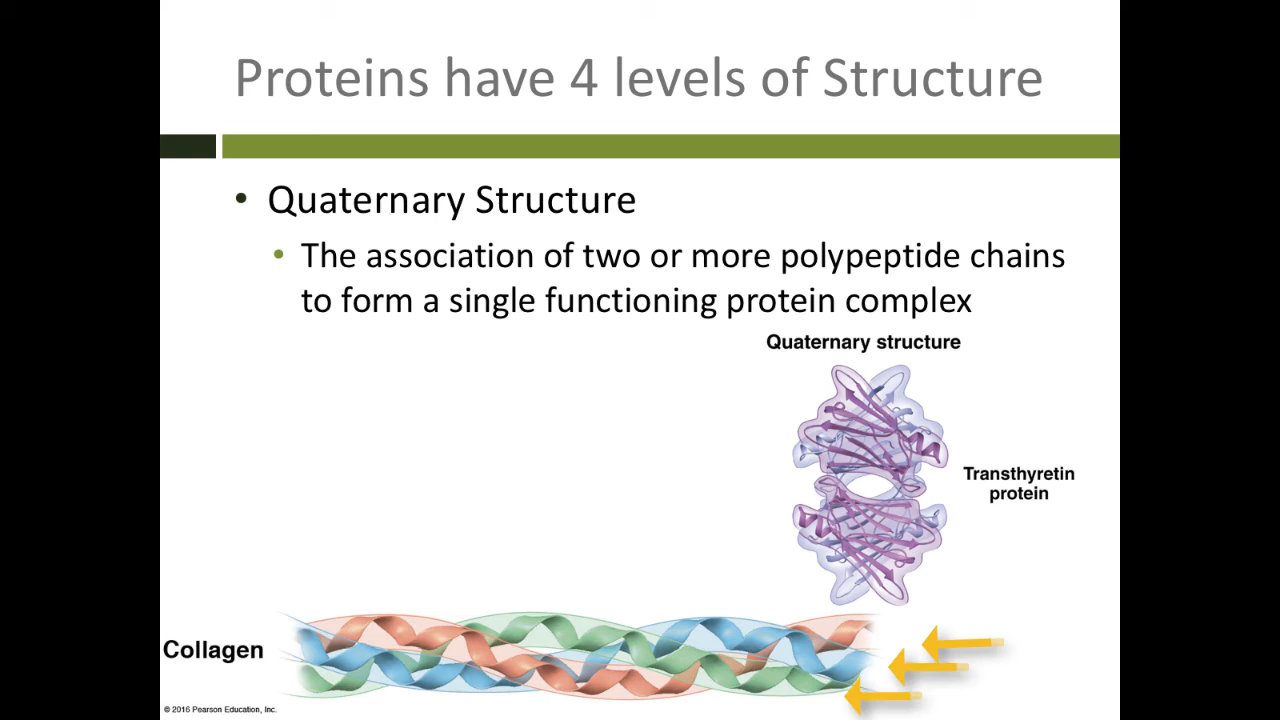 Proteins have 4 levels of Structure
• Quaternary Structure
• The association of two or more polypeptide chains
to form a single functioning protein complex
Quaternary structure
Transthyretin
protein
Collagen
© 2016 Pearson Education, Inc.